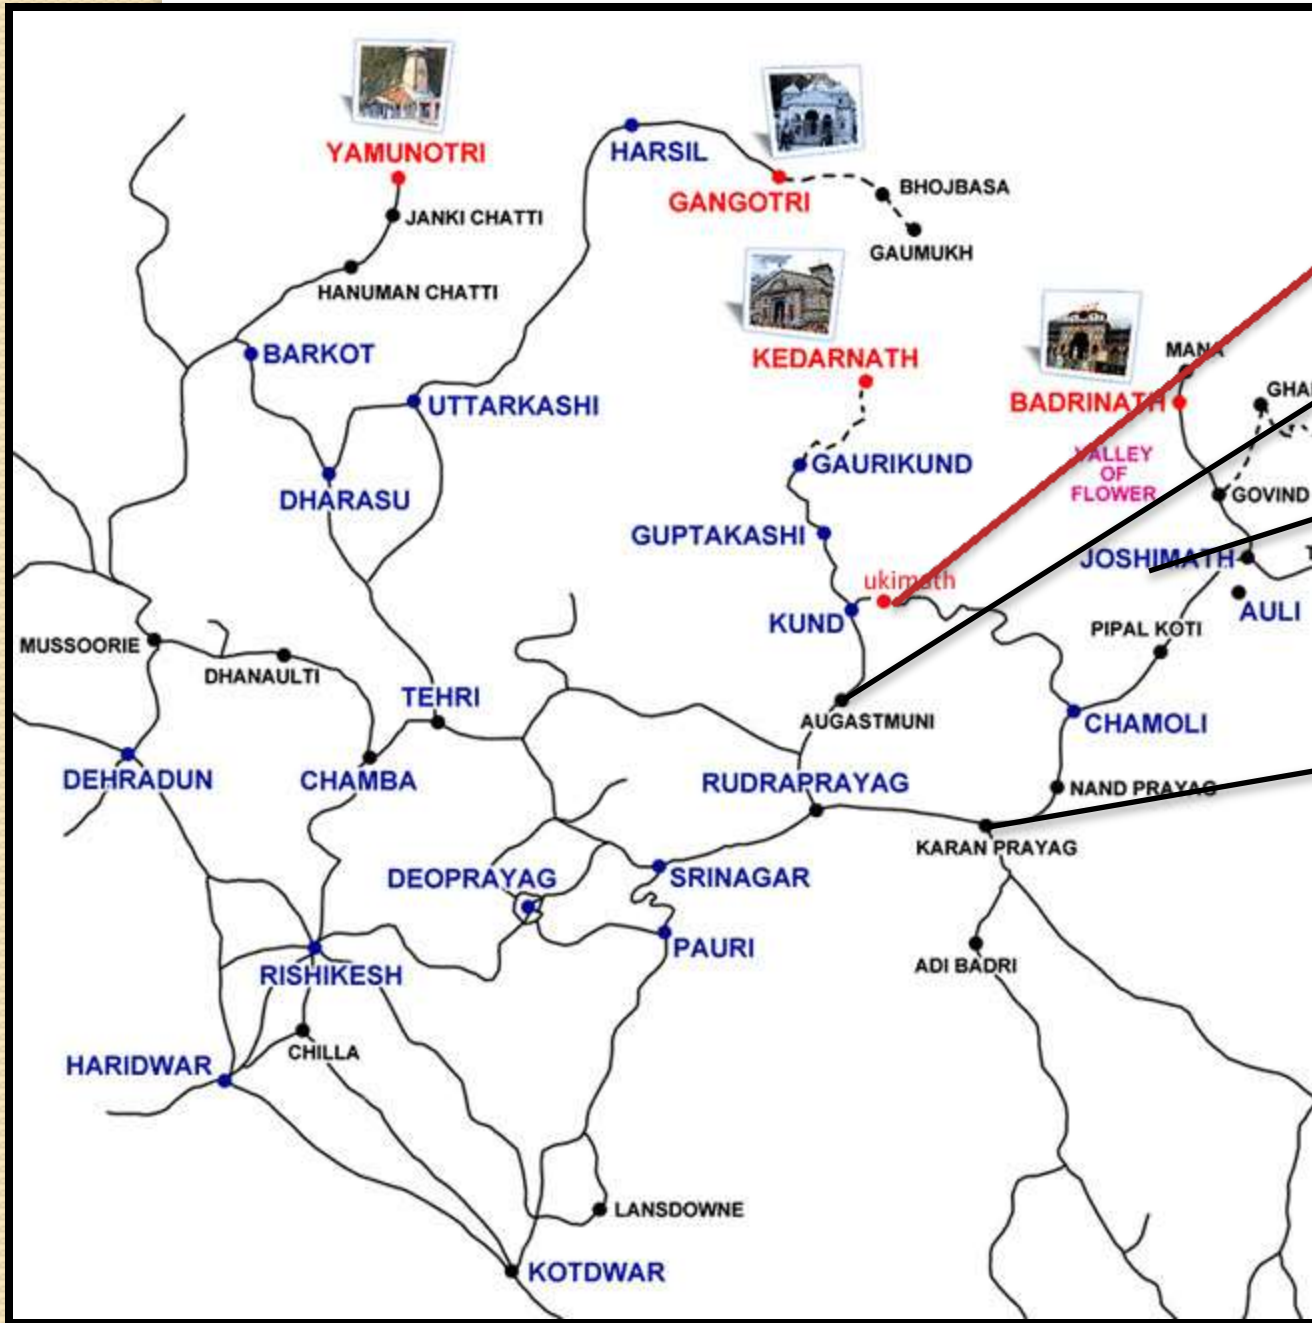 YAMUNOTRI
HARSIL
GANGOTRI
BHOJBASA
JANKI CHATTI
GAUMUKH
HANUMAN CHATTI
BARKOT
KEDARNATH
MANA
UTTARKASHI
BADRINATH
GAURIKUND
VALLEY
OF
FLOWER
DHARASU
GOVIND
GUPTAKASHI
JOSHIMATH
ukimath
KUND
AULI
PIPAL KOTI
MUSSOORIE
DHANAULTI
TEHRI
AUGASTMUNI
CHAMOLI
DEHRADUN
CHAMBA
RUDRAPRAYAG
NAND PRAYAG
KARAN PRAYAG
DEOPRAYAG
SRINAGAR
PAURI
ADI BADRI
RISHIKESH
CHILLA
HARIDWAR
LANSDOWNE
KOTDWAR